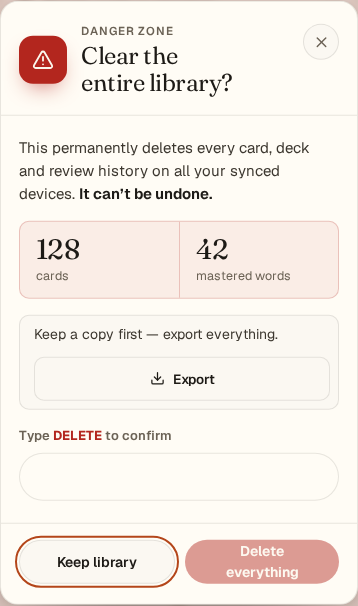 DANGER ZONE
Clear the
entire library?
This permanently deletes every card, deck
and review history on all your synced
devices. It can’t be undone.
128
cards
42
mastered words
Keep a copy first — export everything.
Export
Type DELETE to confirm
Keep library
Delete
everything